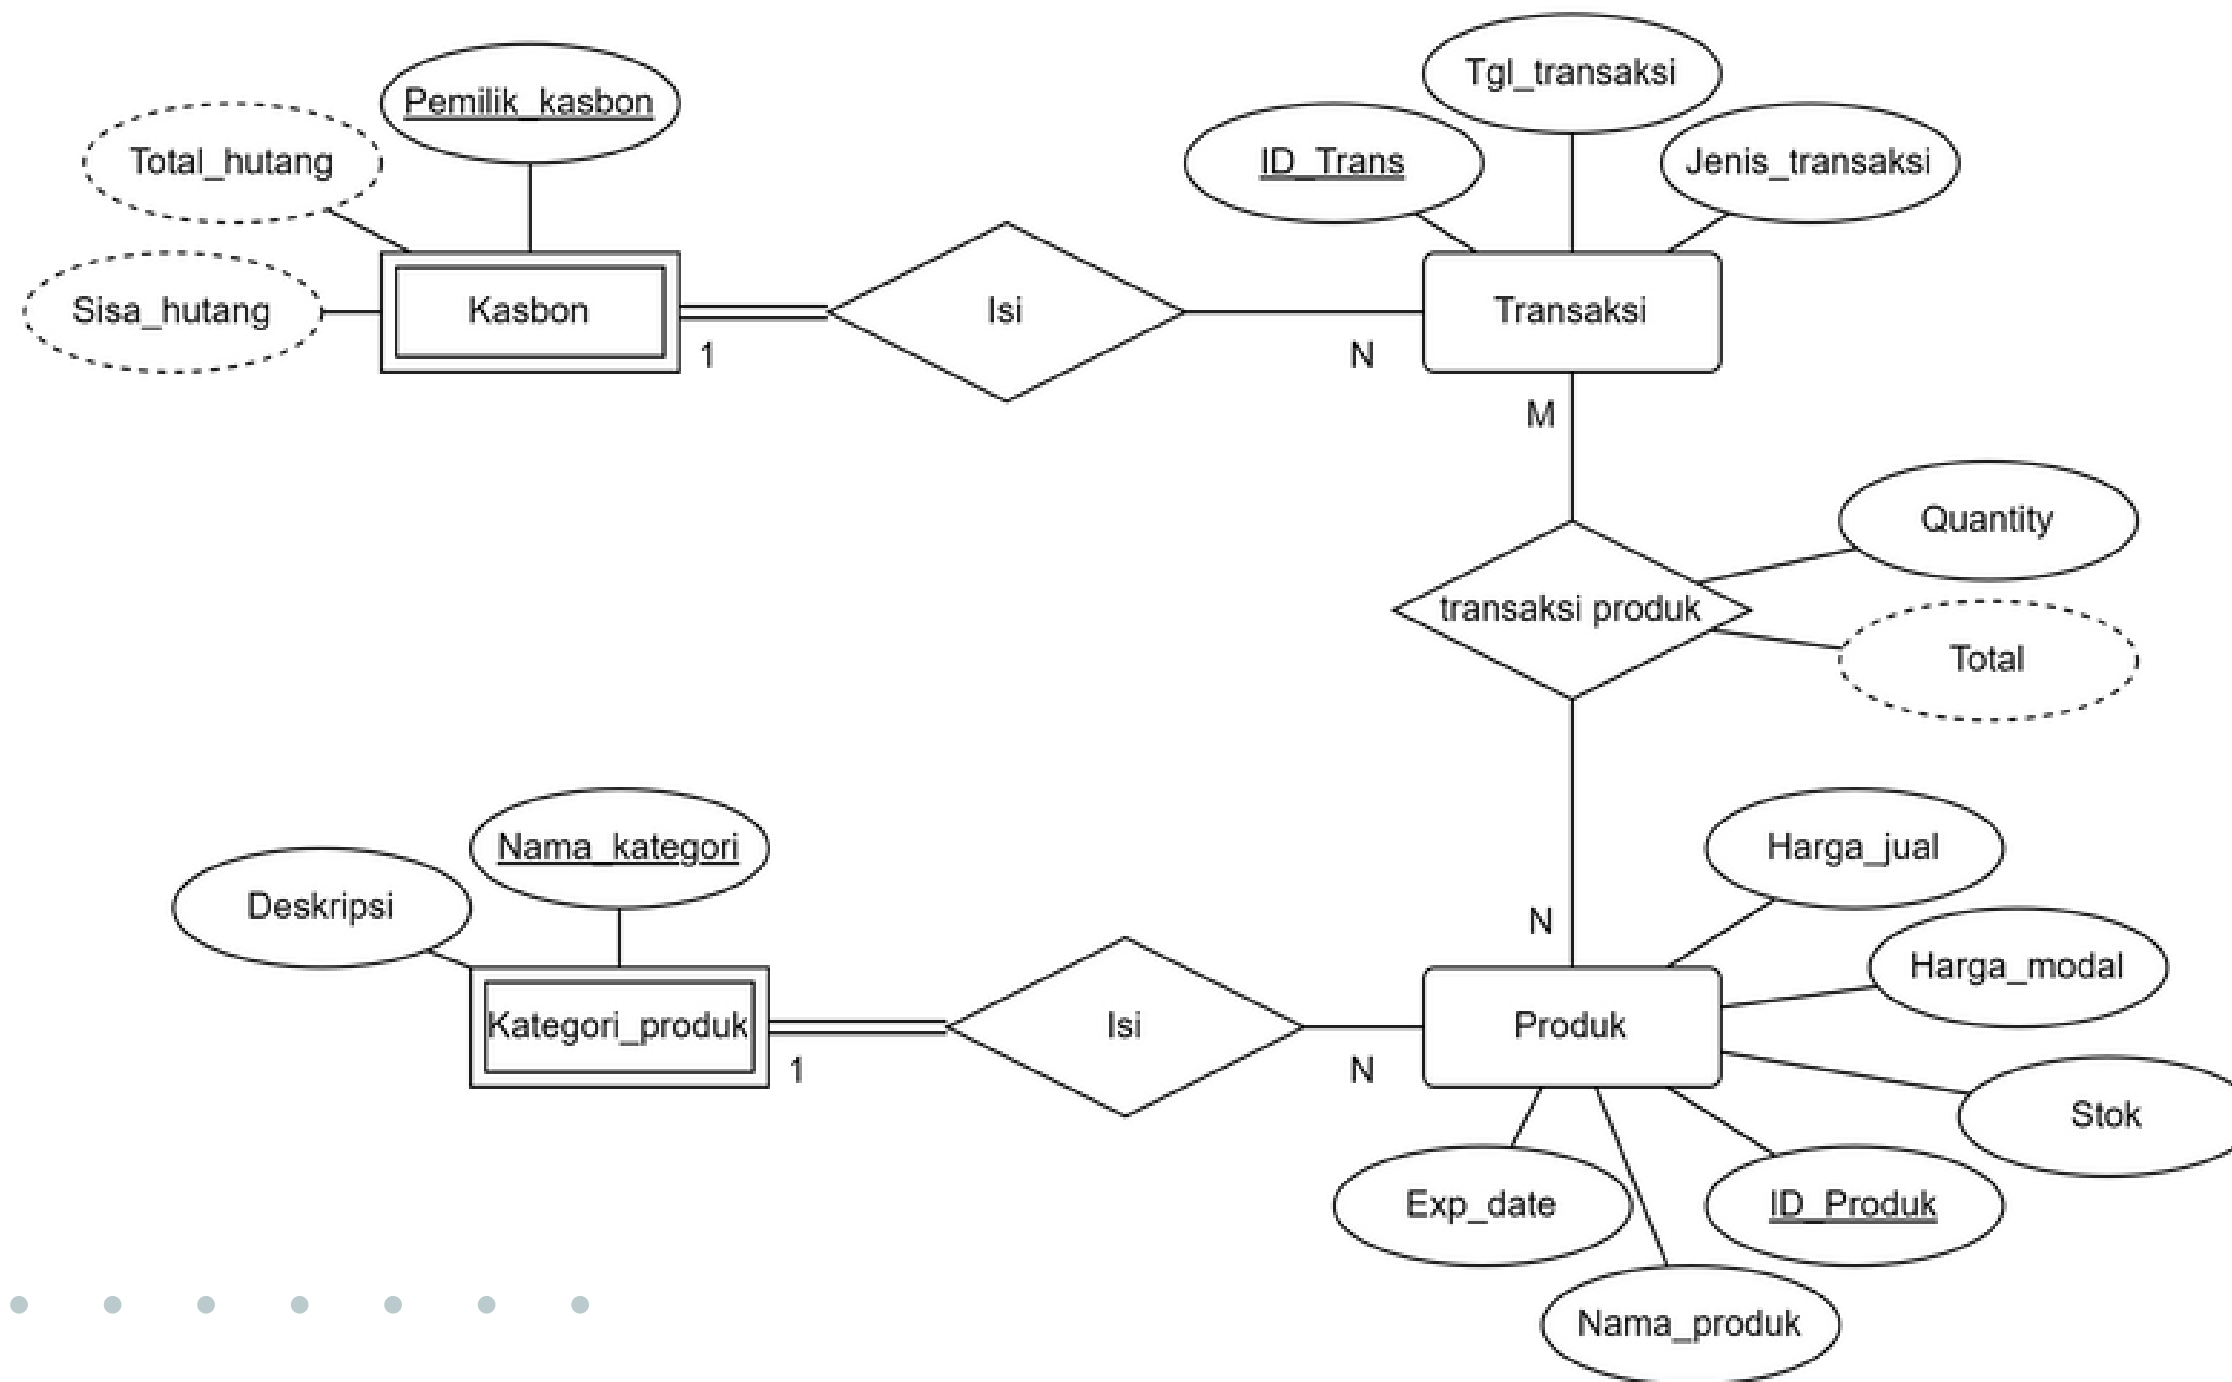 Tgl_transaksi
Pemilik_kasbon
Total_hutang
ID_Trans
Jenis_transaksi
Sisa_hutang
Kasbon
Isi
Transaksi
1
N
M
Quantity
transaksi produk
Total
Nama_kategori
Harga_jual
Deskripsi
N
Harga_modal
Kategori_produk
Isi
Produk
1
N
Stok
Exp_date
ID_Produk
Nama_produk